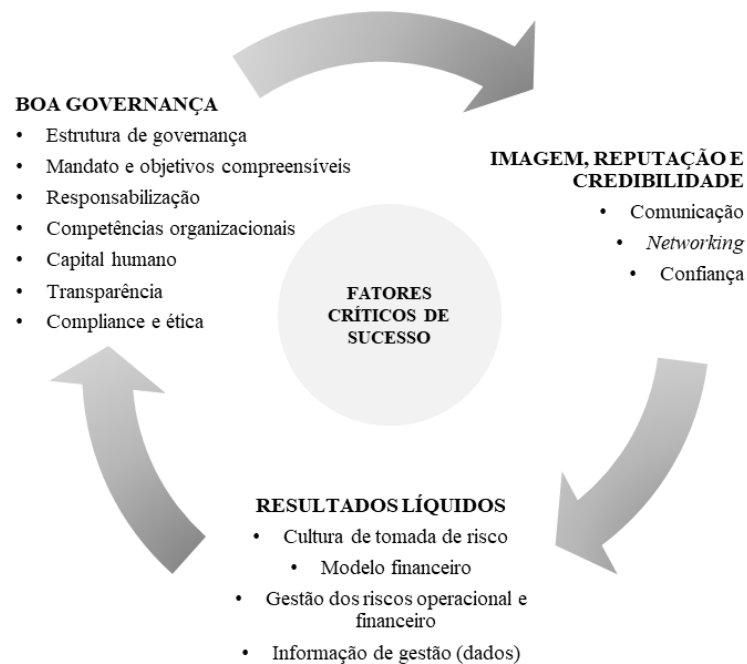 BOA GOVERNANÇA
• Estrutura de governança
• Mandato e objetivos compreensíveis
• Responsabilização
• Competências organizacionais
• Capital humano
• Transparência
• Compliance e ética
IMAGEM, REPUTAÇÃO E
CREDIBILIDADE
• Comunicação
• Networking
• Confiança
FATORES
CRÍTICOS DE
SUCESSO
RESULTADOS LÍQUIDOS
• Cultura de tomada de risco
• Modelo financeiro
• Gestão dos riscos operacional e
financeiro
• Informação de gestão (dados)